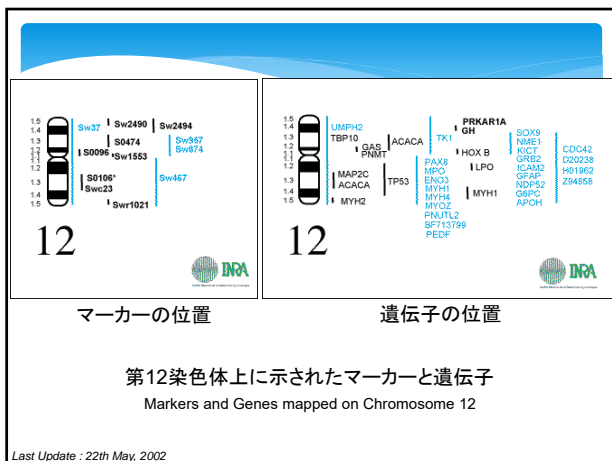 1.5
1.4
1.3
1.2
1.1
1.1
1.2
1.3
1.4
1.5
Sw37
Sw2490
Sw2494
S0474
Sw957
Sw874
S0096
Sw1553
S0106*
Swc23
Sw467
Swr1021
12
INRA
1.5
1.4
1.3
1.2
1.1
1.1
1.2
1.3
1.4
1.5
UMPH2
TBP10
GAS
PNMT
ACACA
TK1
PRKAR1A
GH
HOX B
LPO
MAP2C
ACACA
TP53
MYH2
PAX8
MPO
ENO3
MYH1
MYH4
MYOZ
PNUTL2
BF713799
PEDF
MYH1
SOX9
NME1
KICT
GRB2
ICAM2
GFAP
NDP52
G6PC
APOH
CDC42
D20238
H01962
Z94858
12
INRA
マーカーの位置
遺伝子の位置
第12染色体上に示されたマーカーと遺伝子
Markers and Genes mapped on Chromosome 12
Last Update : 22th May, 2002